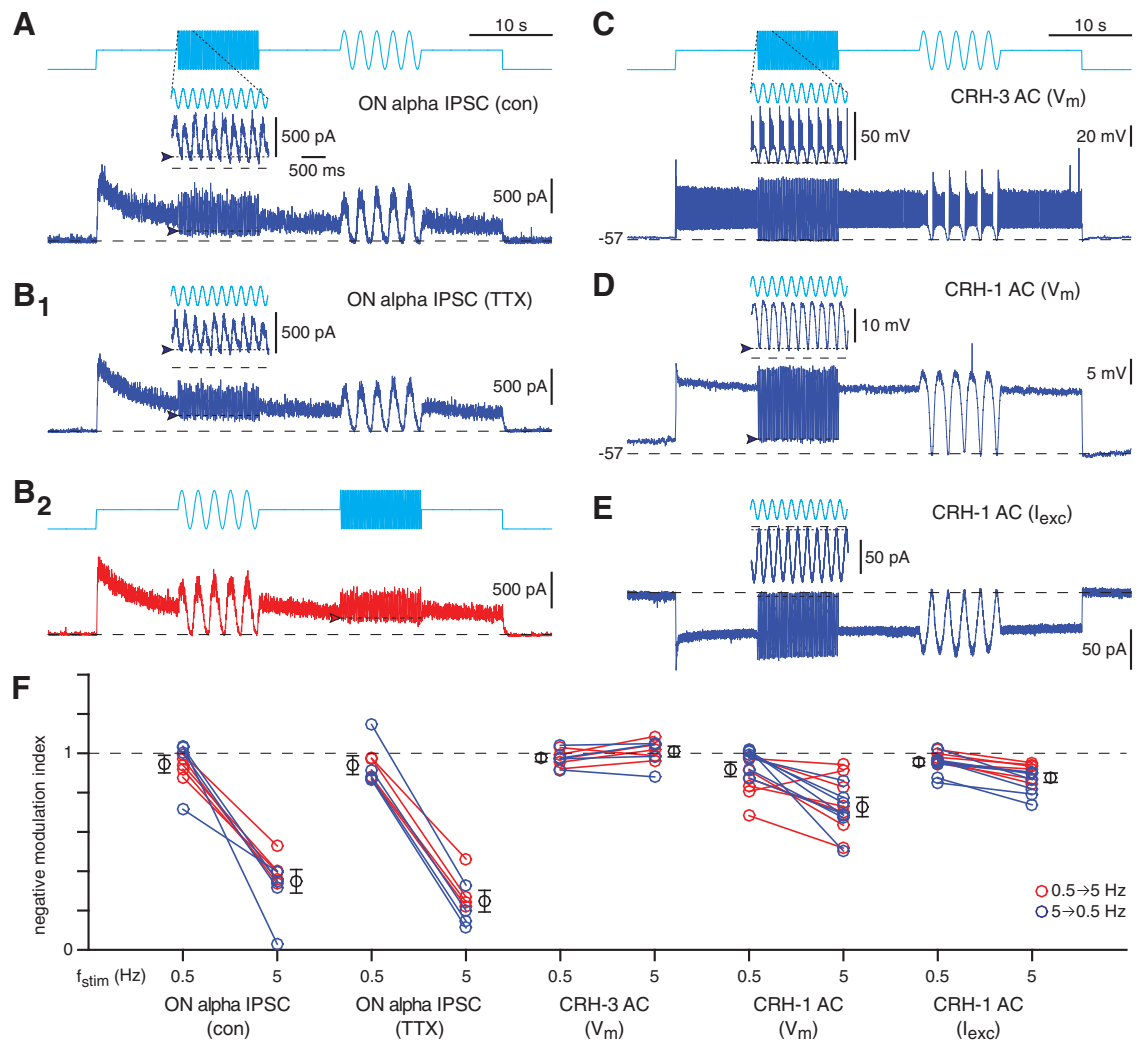 A
10 s
ON alpha IPSC (con)
500 pA
500 ms
500 pA
B1
ON alpha IPSC (TTX)
500 pA
500 pA
B2
500 pA
C
10 s
CRH-3 AC (Vm)
50 mV
20 mV
-57
D
CRH-1 AC (Vm)
10 mV
5 mV
-57
E
CRH-1 AC (Iexc)
50 pA
50 pA
F
negative modulation index
1
0
0.5→5 Hz
5→0.5 Hz
fstim (Hz)
0.5 5 0.5 5 0.5 5 0.5 5 0.5 5
ON alpha IPSC ON alpha IPSC CRH-3 AC CRH-1 AC CRH-1 AC
(con) (TTX) (Vm) (Vm) (Iexc)